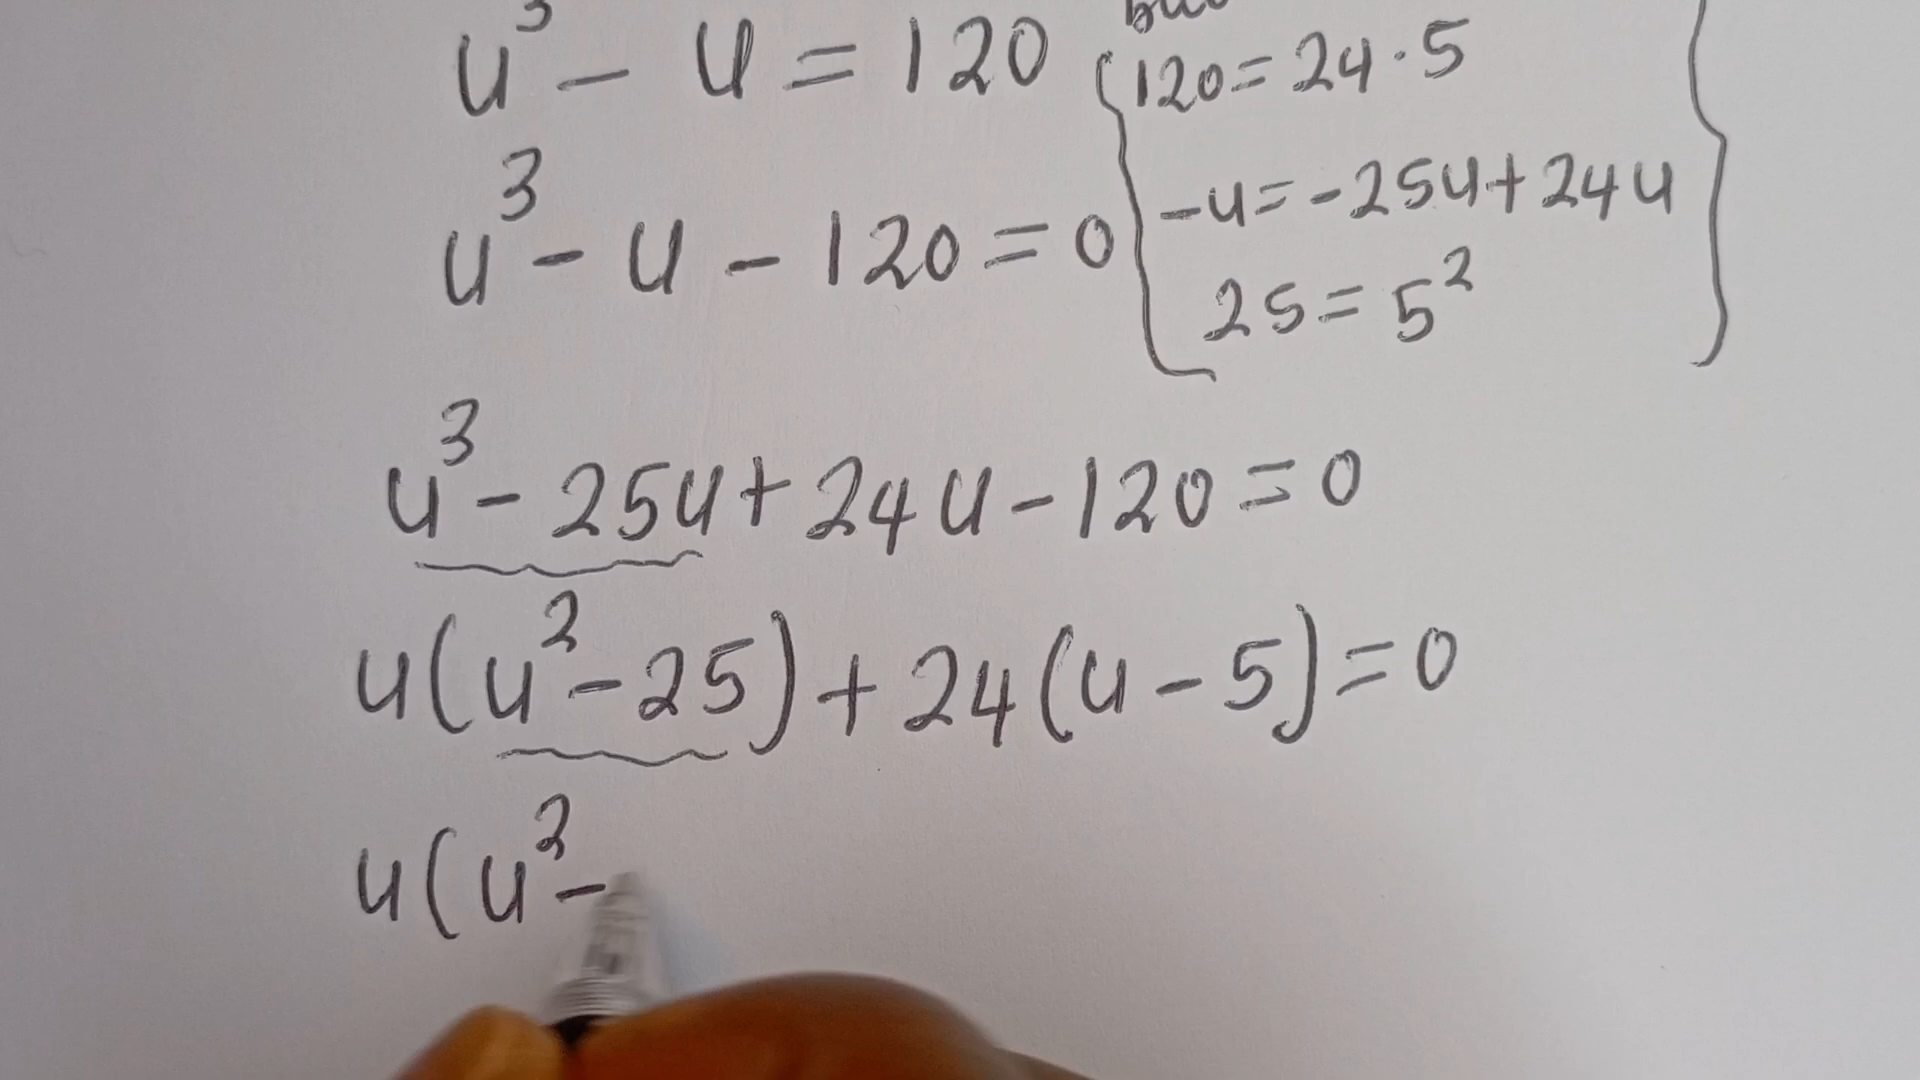 u³ - u = 120
120 = 24 · 5
-u = -25u + 24u
u³ - u - 120 = 0
25 = 5²
u³ - 25u + 24u - 120 = 0
u(u² - 25) + 24(u - 5) = 0
u(u² -